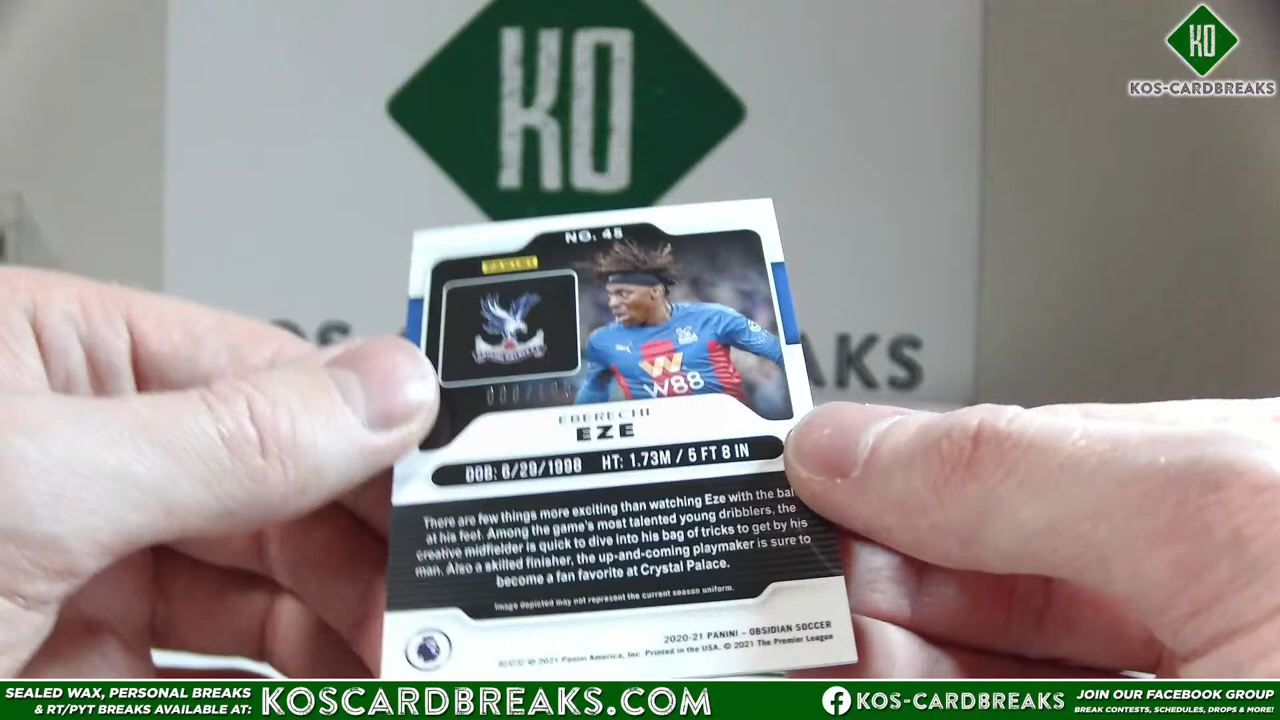 KO
KO
KOS-CARDBREAKS
NO. 45
PANINI
EBERECHI
EZE
W88
DOB: 6/29/1998 HT: 1.73M / 5 FT 8 IN
There are few things more exciting than watching Eze with the bal
at his feet. Among the game's most talented young dribblers, the
creative midfielder is quick to dive into his bag of tricks to get by his
man. Also a skilled finisher, the up-and-coming playmaker is sure to
become a fan favorite at Crystal Palace.
Image depicted may not represent the current season uniform.
2020-21 PANINI – OBSIDIAN SOCCER
© 2021 Panini America, Inc. Printed in the USA. © 2021 The Premier League
SEALED WAX, PERSONAL BREAKS
& RT/PYT BREAKS AVAILABLE AT:
KOSCARDBREAKS.COM
KOS-CARDBREAKS
JOIN OUR FACEBOOK GROUP
BREAK CONTESTS, SCHEDULES, DROPS & MORE!